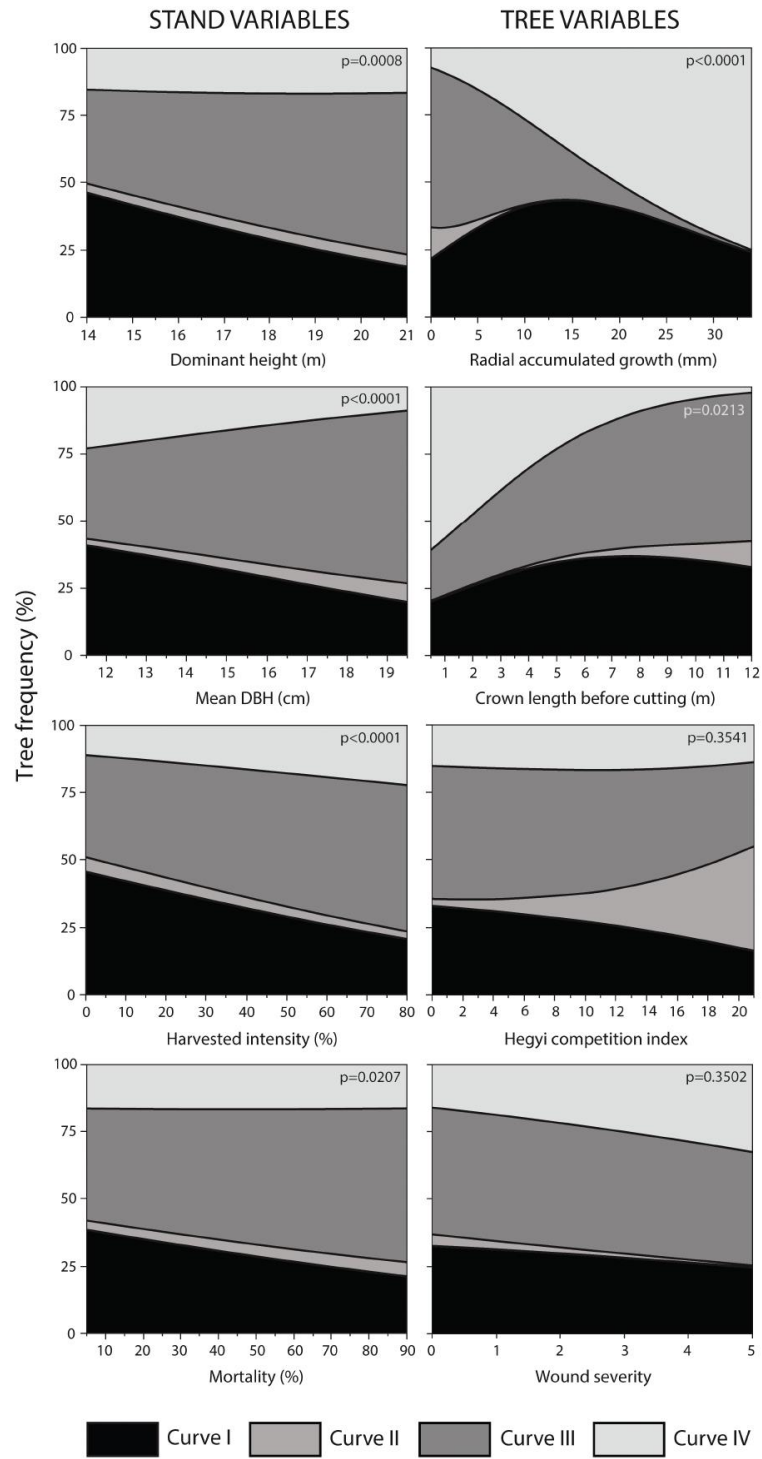 STAND VARIABLES
TREE VARIABLES
Tree frequency (%)
100
75
50
25
0
p=0.0008
14 15 16 17 18 19 20 21
Dominant height (m)
p<0.0001
0 5 10 15 20 25 30
Radial accumulated growth (mm)
100
75
50
25
0
p<0.0001
12 13 14 15 16 17 18 19
Mean DBH (cm)
p=0.0213
1 2 3 4 5 6 7 8 9 10 11 12
Crown length before cutting (m)
100
75
50
25
0
p<0.0001
0 10 20 30 40 50 60 70 80
Harvested intensity (%)
p=0.3541
0 2 4 6 8 10 12 14 16 18 20
Hegyi competition index
100
75
50
25
0
p=0.0207
10 20 30 40 50 60 70 80 90
Mortality (%)
p=0.3502
0 1 2 3 4 5
Wound severity
Curve I Curve II Curve III Curve IV